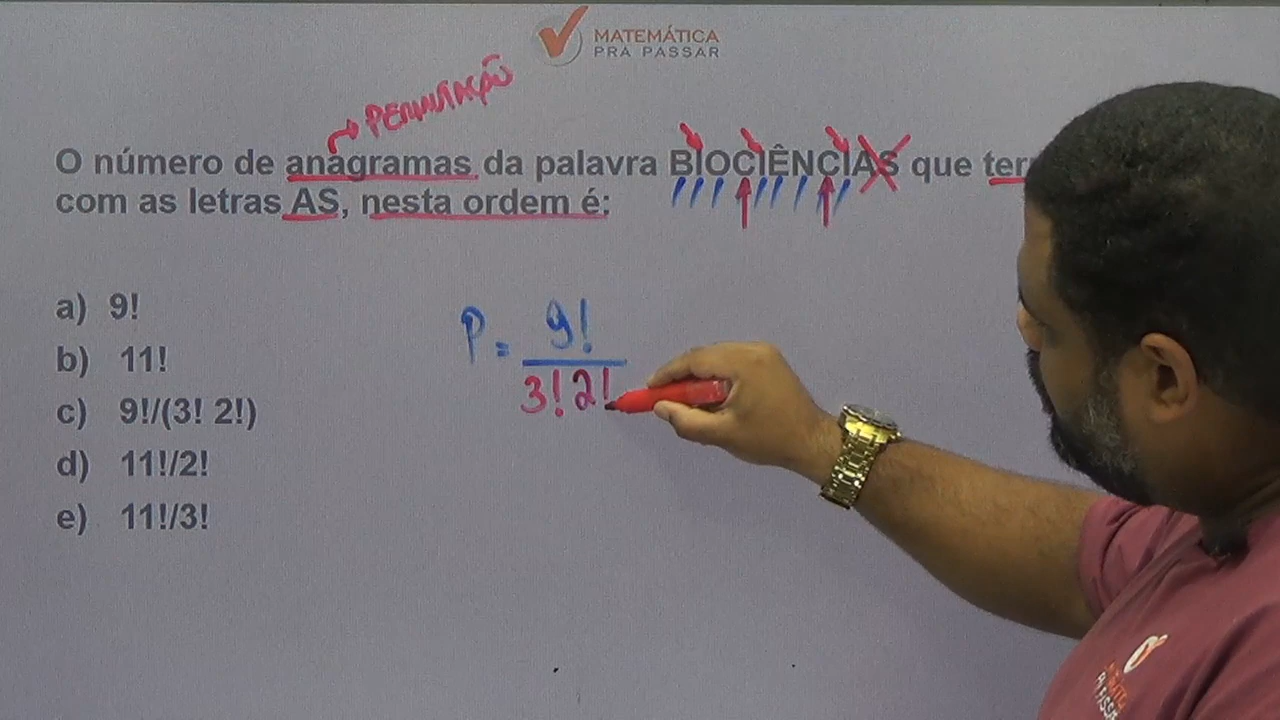 MATEMÁTICA
PRA PASSAR
PERMUTAÇÃO
O número de anagramas da palavra BIOCIÊNCIAS que ter
com as letras AS, nesta ordem é:
a) 9!
b) 11!
c) 9!/(3! 2!)
d) 11!/2!
e) 11!/3!
P = 9!
3! 2!